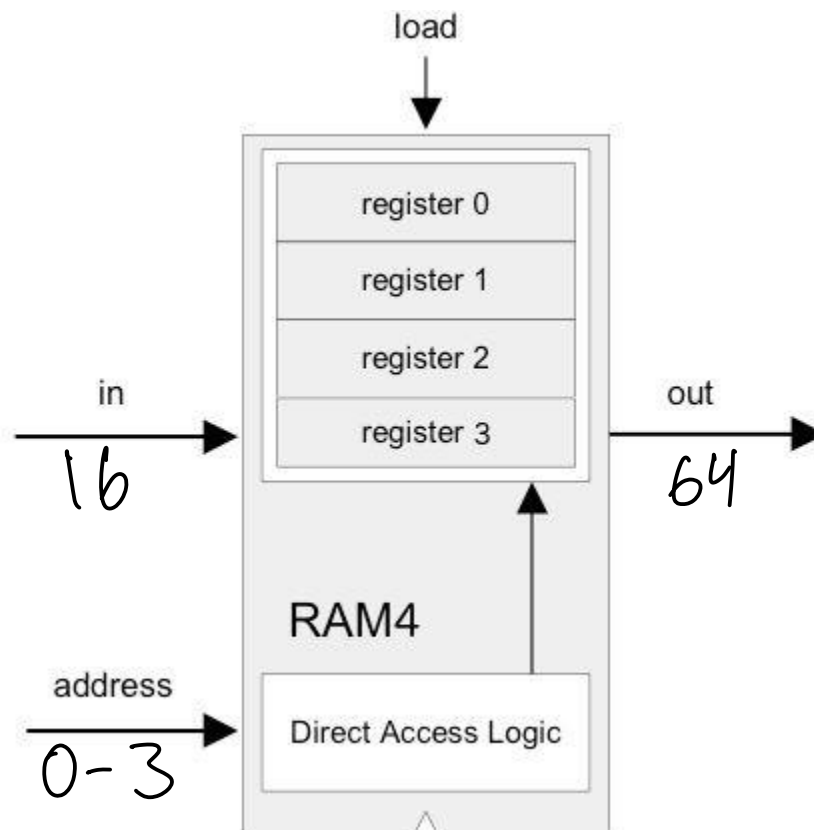 load
register 0
register 1
register 2
register 3
in
16
out
64
RAM4
address
0-3
Direct Access Logic